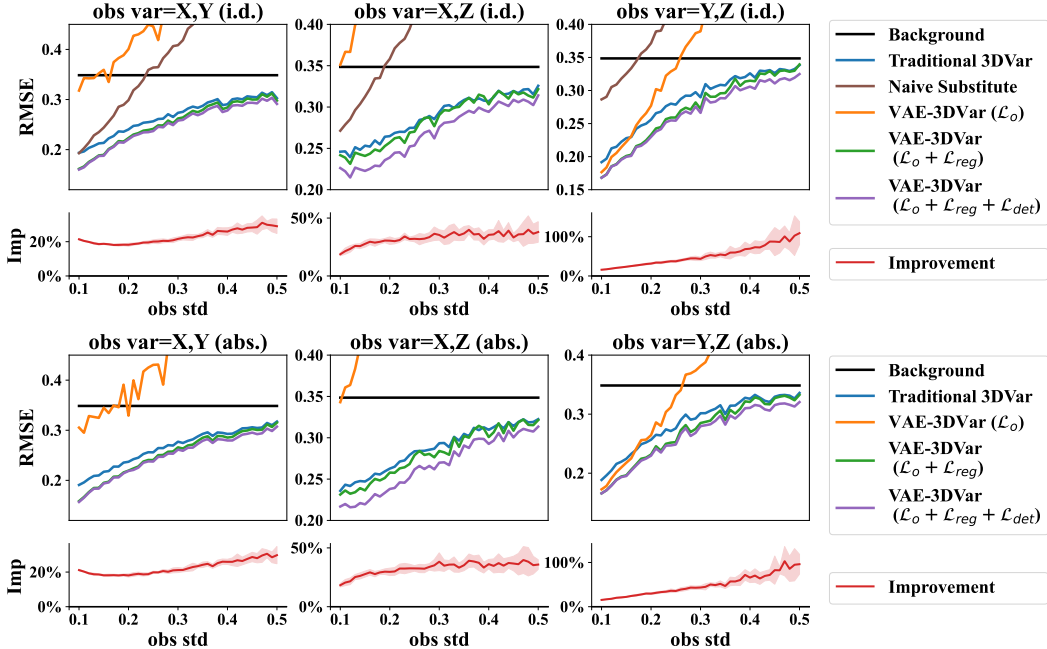 obs var=X,Y (i.d.)
obs var=X,Z (i.d.)
obs var=Y,Z (i.d.)
RMSE
0.4
0.3
0.2
0.40
0.35
0.30
0.25
0.20
0.40
0.35
0.30
0.25
0.20
0.15
Background
Traditional 3DVar
Naive Substitute
VAE-3DVar (ℒₒ)
VAE-3DVar
(ℒₒ + ℒ_reg)
VAE-3DVar
(ℒₒ + ℒ_reg + ℒ_det)
Imp
20%
0%
50%
0%
100%
0%
Improvement
0.1 0.2 0.3 0.4 0.5
0.1 0.2 0.3 0.4 0.5
0.1 0.2 0.3 0.4 0.5
obs std
obs std
obs std
obs var=X,Y (abs.)
obs var=X,Z (abs.)
obs var=Y,Z (abs.)
RMSE
0.4
0.3
0.2
0.40
0.35
0.30
0.25
0.20
0.4
0.3
0.2
Background
Traditional 3DVar
VAE-3DVar (ℒₒ)
VAE-3DVar
(ℒₒ + ℒ_reg)
VAE-3DVar
(ℒₒ + ℒ_reg + ℒ_det)
Imp
20%
0%
50%
0%
100%
0%
Improvement
0.1 0.2 0.3 0.4 0.5
0.1 0.2 0.3 0.4 0.5
0.1 0.2 0.3 0.4 0.5
obs std
obs std
obs std